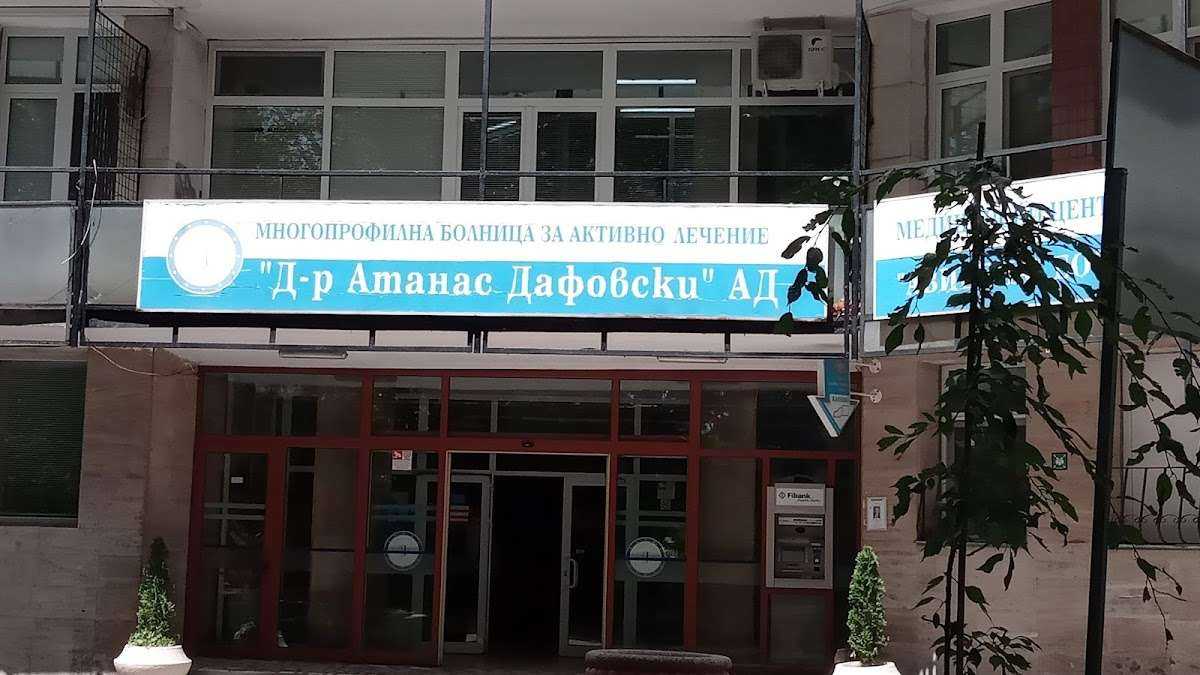 МНОГОПРОФИЛНА БОЛНИЦА ЗА АКТИВНО ЛЕЧЕНИЕ
"Д-р Атанас Дафовски" АД
Fibank